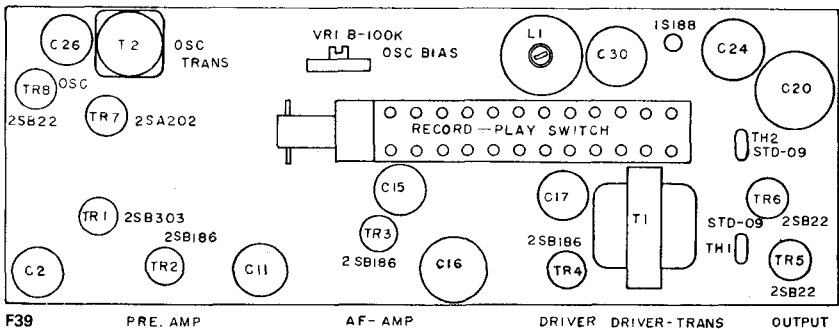 C26
T2
OSC
TRANS
VR1 B-100K
OSC BIAS
L1
C30
1S188
C24
C20
TR8
OSC
2SB22
TR7
2SA202
RECORD-PLAY SWITCH
TH2
STD-09
C15
C17
T1
TR6
2SB22
TR1
2SB303
TR3
2SB186
STD-09
TH1
C2
2SB186
TR2
C11
C16
2SB186
TR4
TR5
2SB22
F39
PRE. AMP
AF-AMP
DRIVER
DRIVER-TRANS
OUTPUT